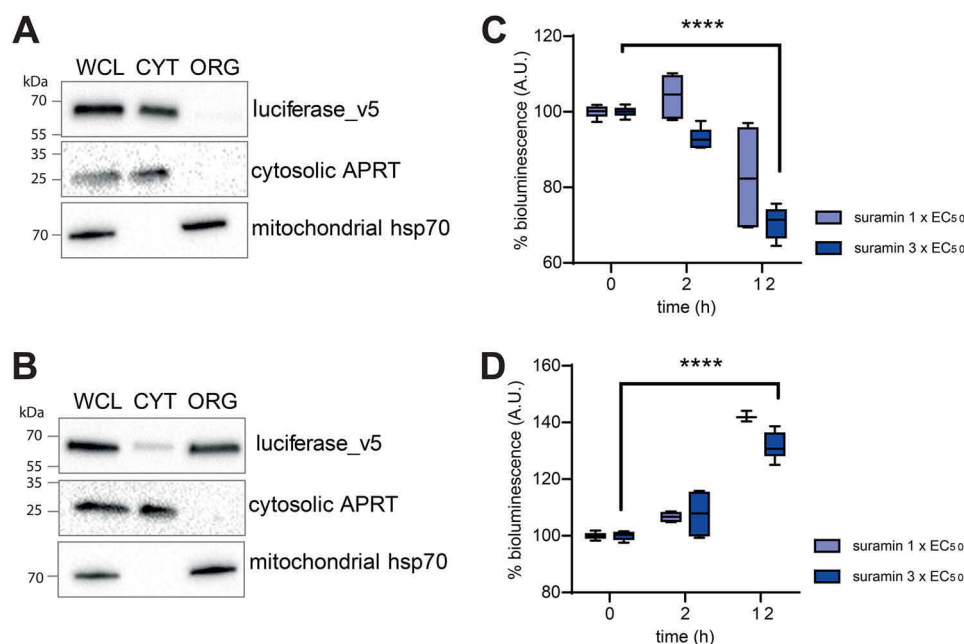 A
WCL CYT ORG
kDa
70
55
luciferase_v5
35
25
cytosolic APRT
70
mitochondrial hsp70
B
WCL CYT ORG
kDa
70
55
luciferase_v5
35
25
cytosolic APRT
70
mitochondrial hsp70
C
****
120
100
80
60
% bioluminescence (A.U.)
0 2 12
time (h)
suramin 1 x EC50
suramin 3 x EC50
D
****
160
140
120
100
80
% bioluminescence (A.U.)
0 2 12
time (h)
suramin 1 x EC50
suramin 3 x EC50